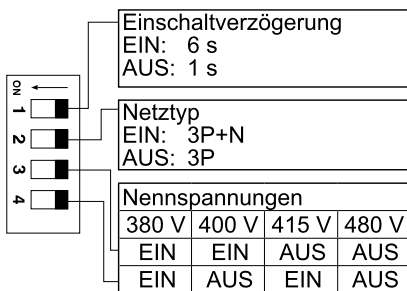 Einschaltverzögerung
EIN: 6 s
AUS: 1 s
ON
1
2
3
4
Netztyp
EIN: 3P+N
AUS: 3P
Nennspannungen
380 V 400 V 415 V 480 V
EIN EIN AUS AUS
EIN AUS EIN AUS